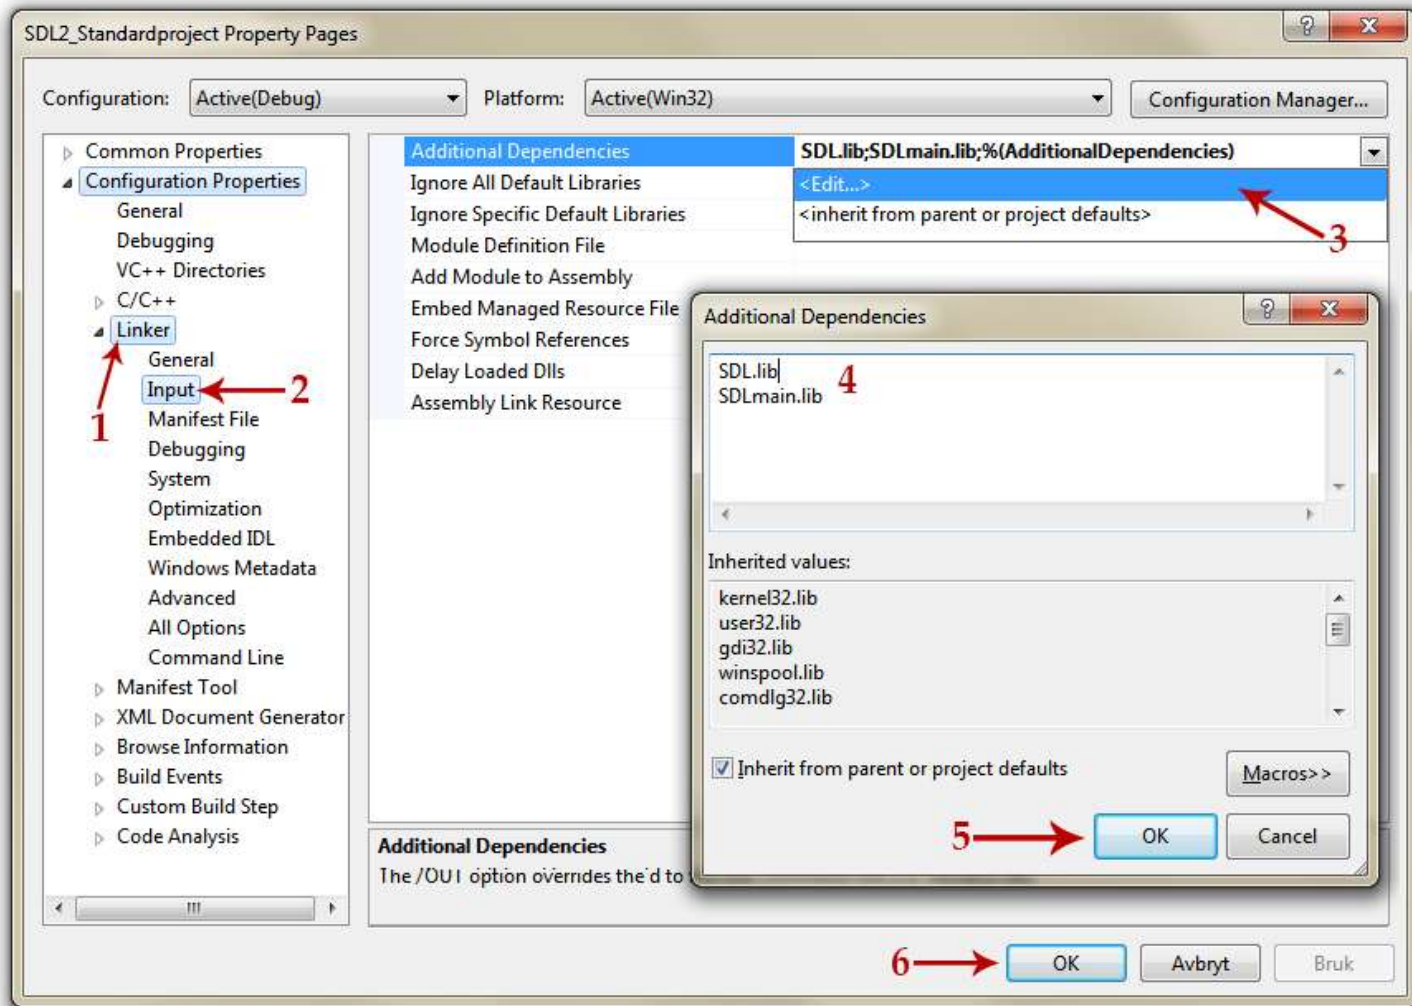 SDL2_Standardproject Property Pages
Configuration: Active(Debug) Platform: Active(Win32) Configuration Manager...
Common Properties
Configuration Properties
General
Debugging
VC++ Directories
C/C++
Linker
General
Input
2
1
Manifest File
Debugging
System
Optimization
Embedded IDL
Windows Metadata
Advanced
All Options
Command Line
Manifest Tool
XML Document Generator
Browse Information
Build Events
Custom Build Step
Code Analysis
Additional Dependencies SDL.lib;SDLmain.lib;%(AdditionalDependencies)
Ignore All Default Libraries <Edit...>
Ignore Specific Default Libraries <inherit from parent or project defaults>
3
Module Definition File
Add Module to Assembly
Embed Managed Resource File
Force Symbol References
Delay Loaded Dlls
Assembly Link Resource
Additional Dependencies
SDL.lib
4
SDLmain.lib
Inherited values:
kernel32.lib
user32.lib
gdi32.lib
winspool.lib
comdlg32.lib
Inherit from parent or project defaults
Macros>>
5 OK Cancel
Additional Dependencies
The /OUT option overrides the d to
6 OK Avbryt Bruk